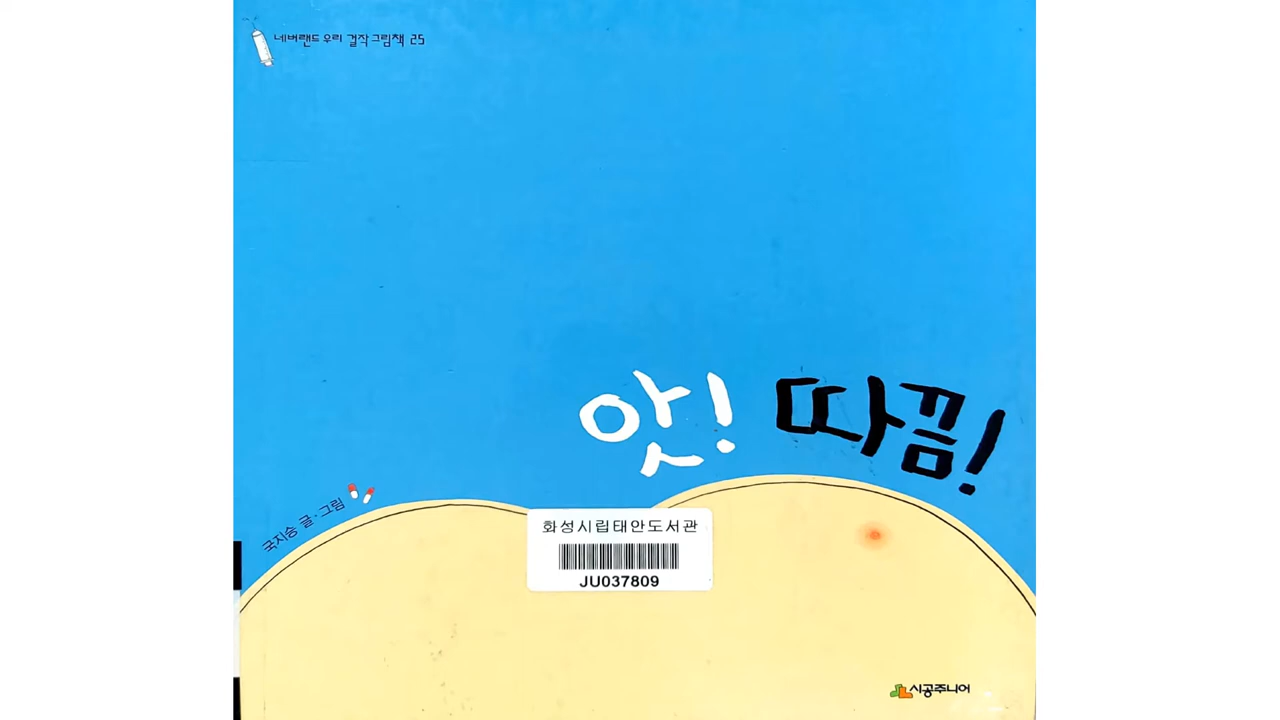 네버랜드 우리 걸작 그림책 25
앗! 따끔!
국지승 글·그림
화성시립태안도서관
JU037809
시공주니어